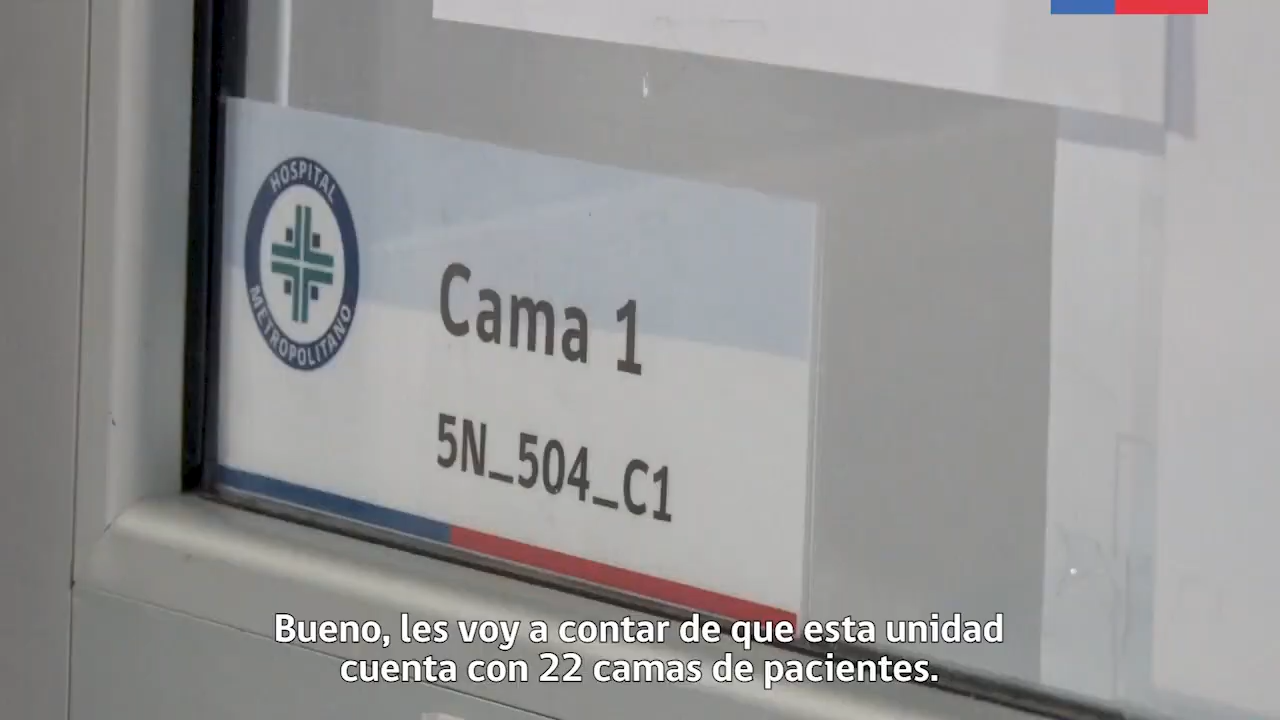 HOSPITAL
METROPOLITANO
Cama 1
5N_504_C1
Bueno, les voy a contar de que esta unidad
cuenta con 22 camas de pacientes.